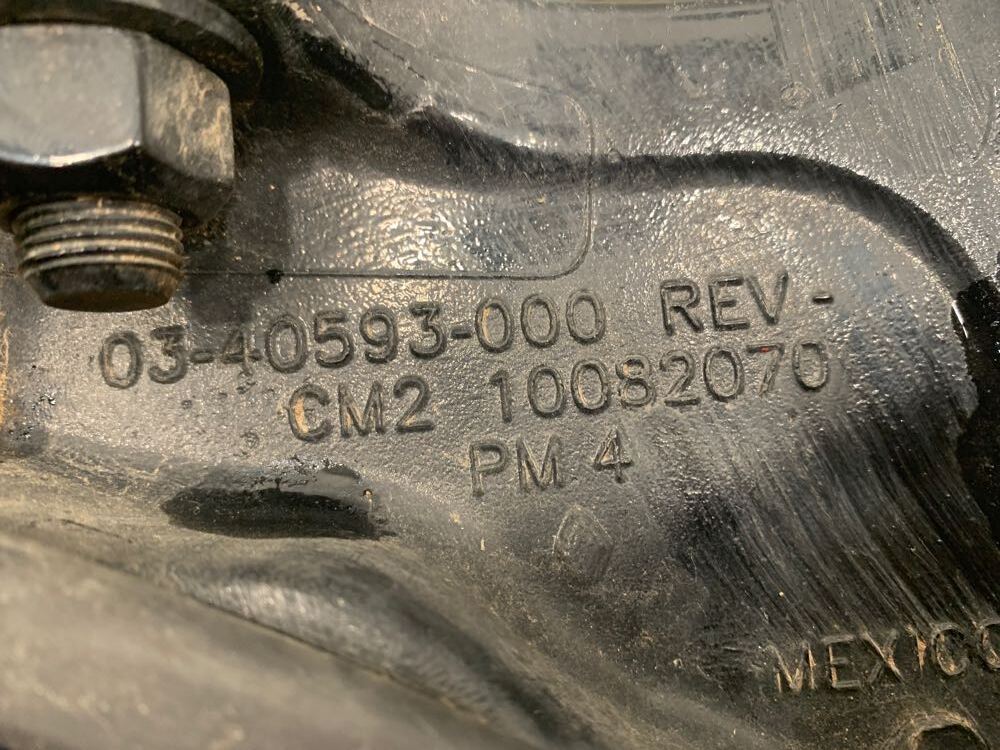 03-40593-000 REV-
CM2 10082070
PM 4
MEXICO